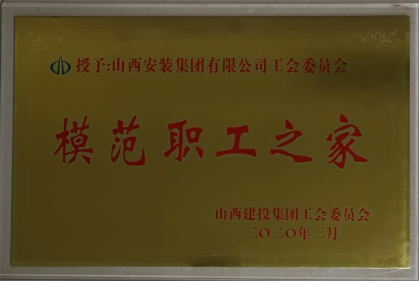 授予:山西安装集团有限公司工会委员会
模范职工之家
山西建投集团工会委员会
二〇二〇年三月